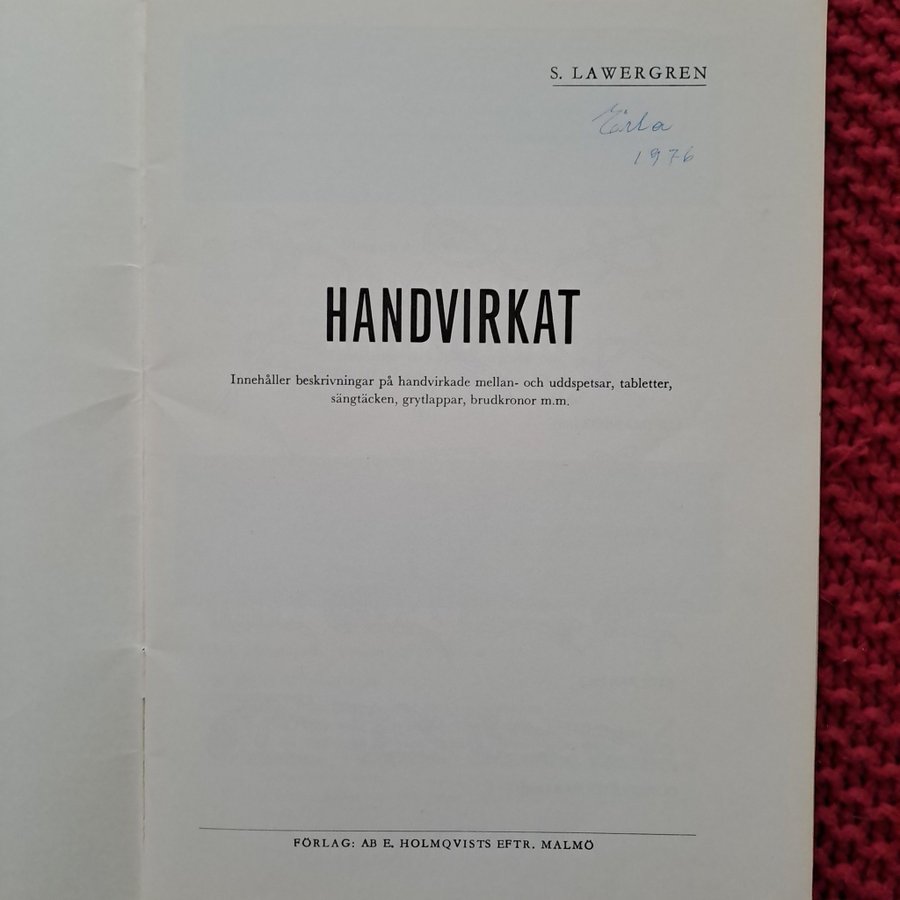 S. LAWERGREN
1976
HANDVIRKAT
Innehåller beskrivningar på handvirkade mellan- och uddspetsar, tabletter,
sängtäcken, grytlappar, brudkronor m.m.
FÖRLAG: AB E. HOLMQVISTS EFTR. MALMÖ